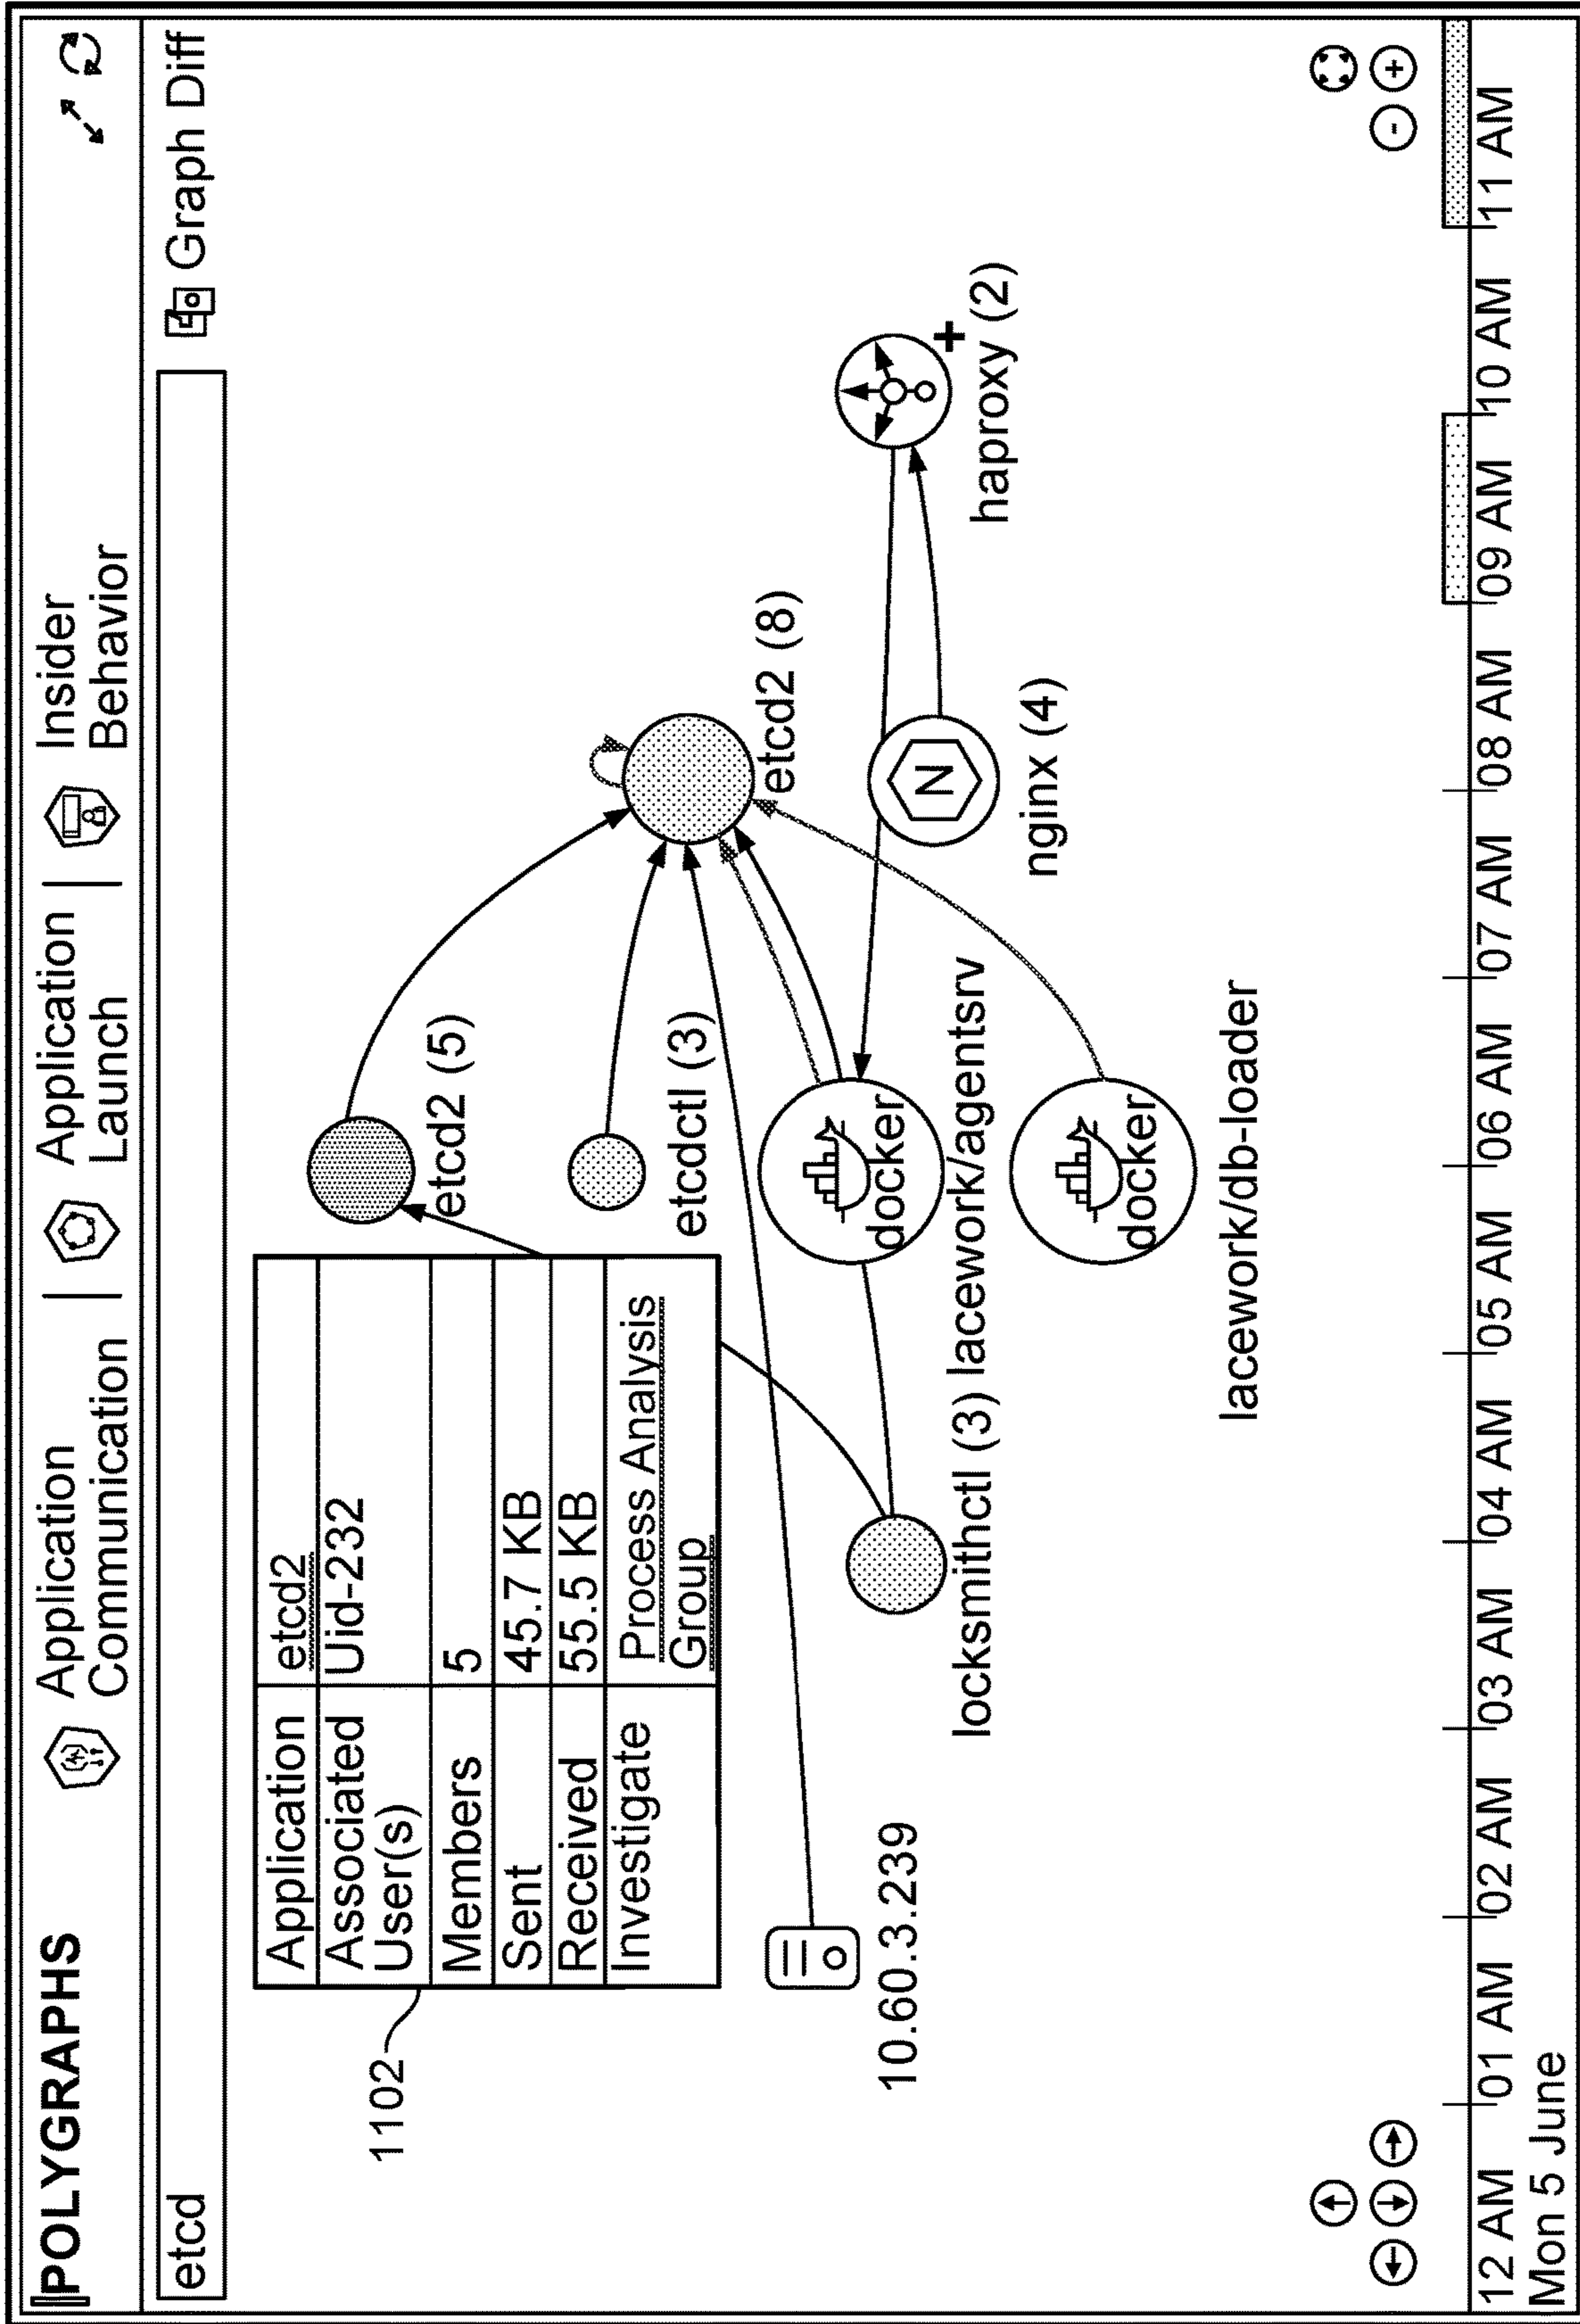 POLYGRAPHS
Application
Communication
Application
Launch
Insider
Behavior
etcd
Graph Diff
Application etcd2
Associated Uid-232
User(s)
Members 5
Sent 45.7 KB
Received 55.5 KB
Investigate Process Analysis
Group
1102
etcd2 (5)
etcdctl (3)
etcd2 (8)
10.60.3.239
docker
locksmithctl (3) lacework/agentsrv
N
nginx (4)
haproxy (2)
+
docker
lacework/db-loader
- +
12 AM 01 AM 02 AM 03 AM 04 AM 05 AM 06 AM 07 AM 08 AM 09 AM 10 AM 11 AM
Mon 5 June